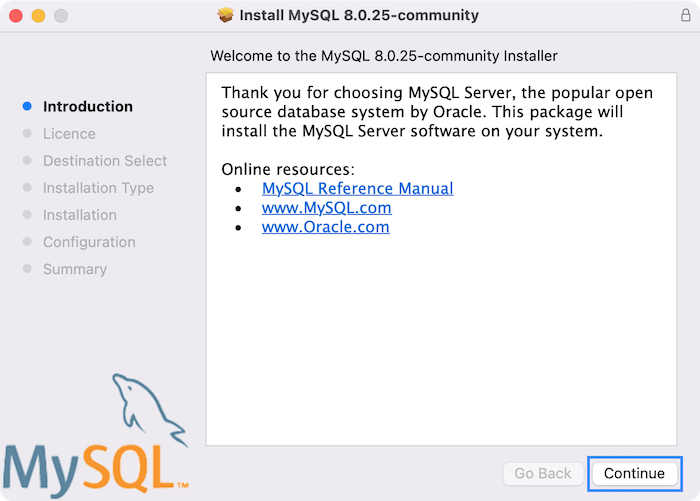 Install MySQL 8.0.25-community
Welcome to the MySQL 8.0.25-community Installer
Introduction
Licence
Destination Select
Installation Type
Installation
Configuration
Summary
Thank you for choosing MySQL Server, the popular open
source database system by Oracle. This package will
install the MySQL Server software on your system.
Online resources:
• MySQL Reference Manual
• www.MySQL.com
• www.Oracle.com
MySQL™
Go Back
Continue